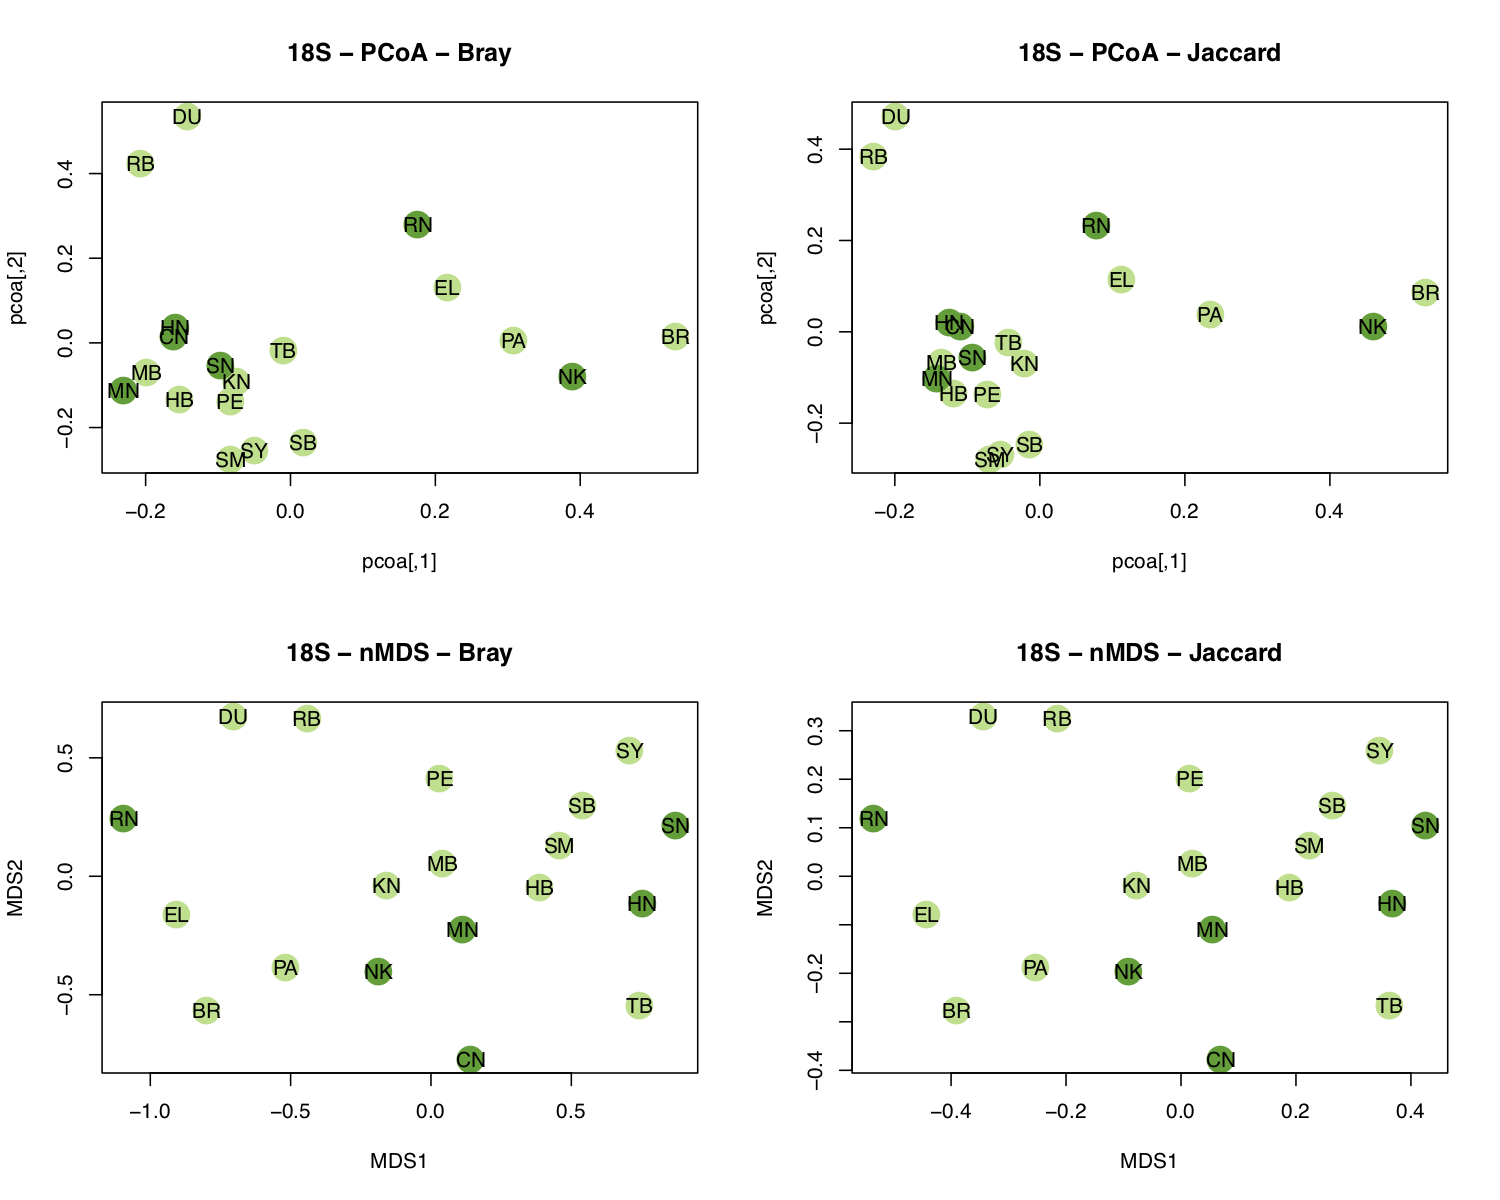 18S – PCoA – Bray
DU
RB
RN
EL
HN
CN
PA
BR
TB
SN
MB
KN
NK
MN
HB
PE
SB
SY
SM
0.4
0.2
0.0
−0.2
pcoa[,2]
−0.2 0.0 0.2 0.4
pcoa[,1]
18S – PCoA – Jaccard
DU
RB
RN
EL
BR
PA
HN
CN
NK
TB
SN
MB
KN
MN
HB
PE
SB
SY
SM
0.4
0.2
0.0
−0.2
pcoa[,2]
−0.2 0.0 0.2 0.4
pcoa[,1]
18S – nMDS – Bray
DU
RB
SY
PE
SB
RN
SN
SM
MB
KN
HB
HN
EL
MN
PA
NK
TB
BR
CN
0.5
0.0
−0.5
MDS2
−1.0 −0.5 0.0 0.5
MDS1
18S – nMDS – Jaccard
DU
RB
SY
PE
SB
RN
SN
SM
MB
KN
HB
HN
EL
MN
PA
NK
TB
BR
CN
0.3
0.2
0.1
0.0
−0.2
−0.4
MDS2
−0.4 −0.2 0.0 0.2 0.4
MDS1